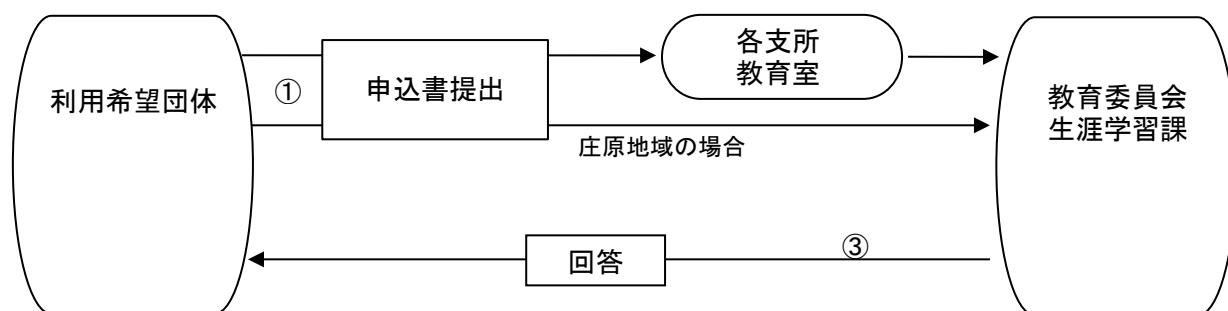 利用希望団体
①
申込書提出
各支所
教育室
教育委員会
生涯学習課
庄原地域の場合
回答
③